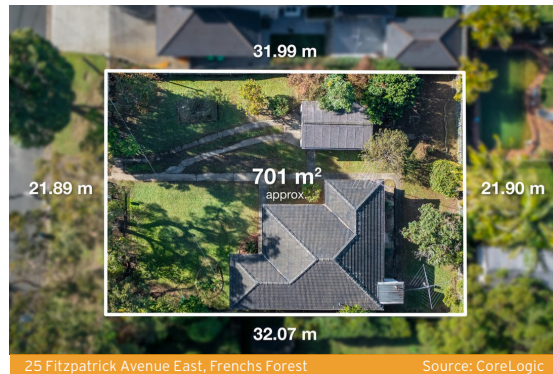 31.99 m
21.89 m
701 m²
approx.
21.90 m
32.07 m
25 Fitzpatrick Avenue East, Frenchs Forest
Source: CoreLogic